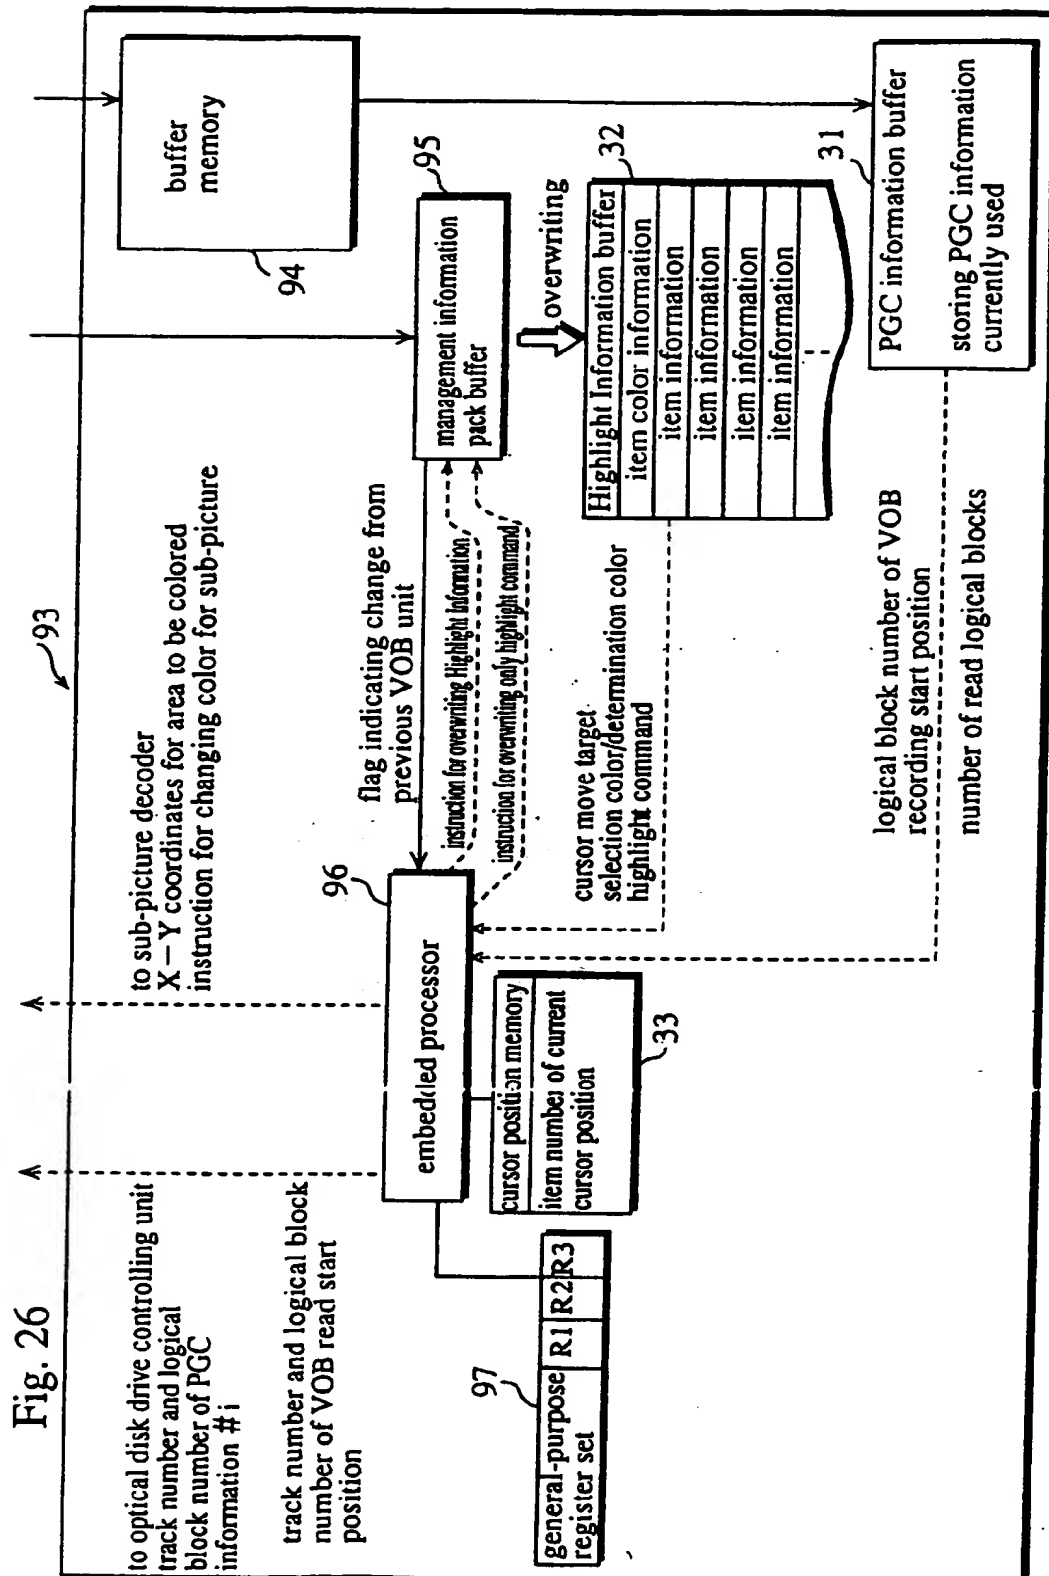 Fig. 26
93
to optical disk drive controlling unit
track number and logical
block number of PGC
information # i
track number and logical block
number of VOB read start
position
to sub-picture decoder
X – Y coordinates for area to be colored
instruction for changing color for sub-picture
buffer
memory
94
95
management information
pack buffer
flag indicating change from
previous VOB unit
instruction for overwriting Highlight Information
instruction for overwriting only highlight command
96
embedded processor
overwriting
32
Highlight Information buffer
item color information
item information
item information
item information
item information
cursor move target
selection color/determination color
highlight command
97
general-purpose
register set
R1
R2
R3
cursor position memory
item number of current
cursor position
33
31
PGC information buffer
storing PGC information
currently used
logical block number of VOB
recording start position
number of read logical blocks